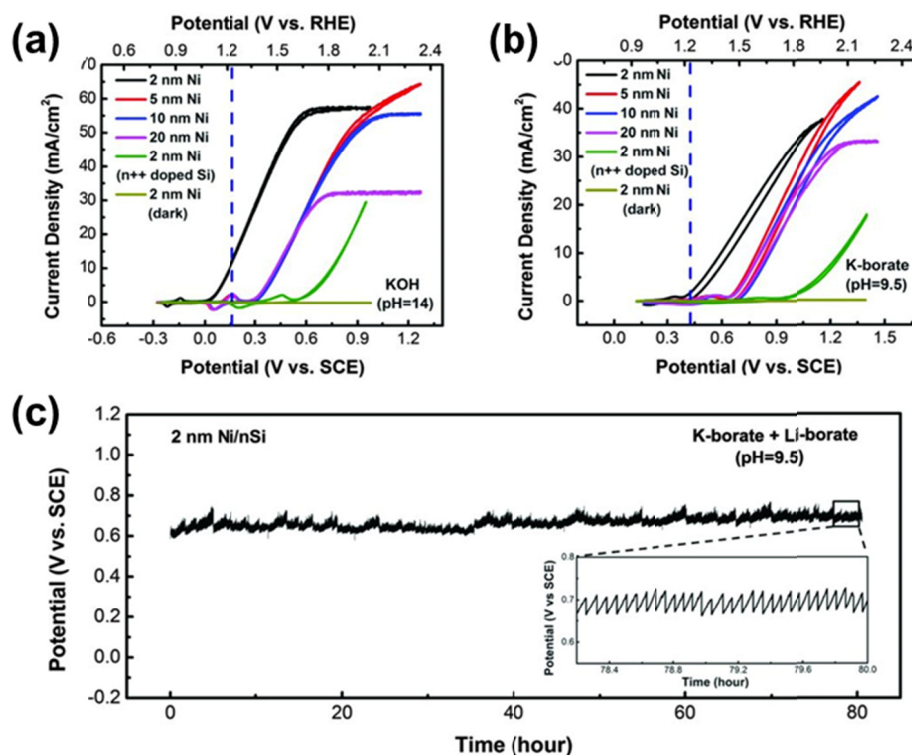 (a)
Potential (V vs. RHE)
0.6 0.9 1.2 1.5 1.8 2.1 2.4
Current Density (mA/cm²)
70
60
50
40
30
20
10
0
2 nm Ni
5 nm Ni
10 nm Ni
20 nm Ni
2 nm Ni
(n++ doped Si)
2 nm Ni
(dark)
KOH
(pH=14)
-0.6 -0.3 0.0 0.3 0.6 0.9 1.2
Potential (V vs. SCE)
(b)
Potential (V vs. RHE)
0.9 1.2 1.5 1.8 2.1 2.4
Current Density (mA/cm²)
50
40
30
20
10
0
2 nm Ni
5 nm Ni
10 nm Ni
20 nm Ni
2 nm Ni
(n++ doped Si)
2 nm Ni
(dark)
K-borate
(pH=9.5)
0.0 0.3 0.6 0.9 1.2 1.5
Potential (V vs. SCE)
(c)
Potential (V vs. SCE)
1.2
1.0
0.8
0.6
0.4
0.2
0.0
-0.2
2 nm Ni/nSi
K-borate + Li-borate
(pH=9.5)
Potential (V vs SCE)
0.8
0.7
0.6
78.4 78.8 79.2 79.6 80.0
Time (hour)
0 20 40 60 80
Time (hour)